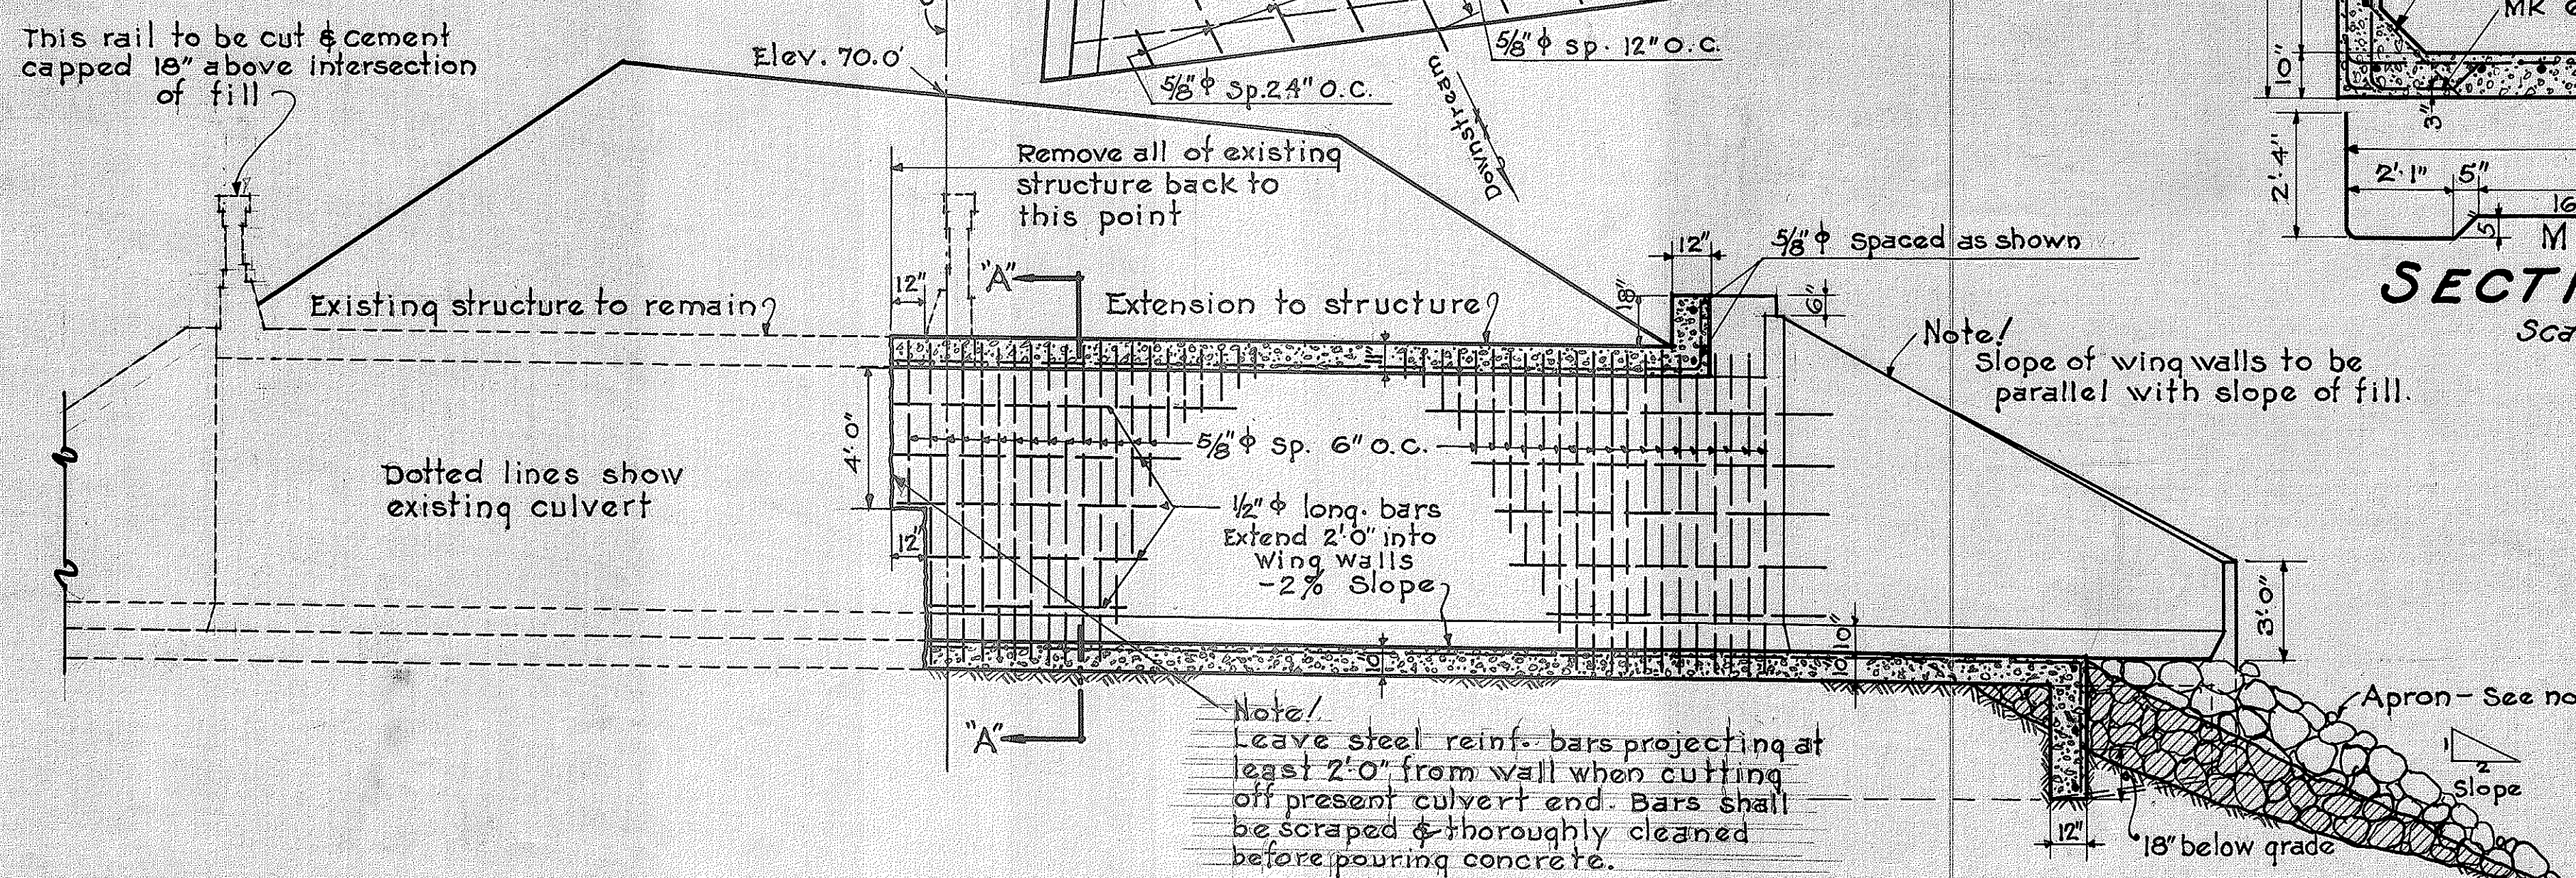 This rail to be cut & cement
capped 18" above intersection
of fill
Elev. 70.0'
5/8" φ Sp. 24" O.C.
5/8" φ sp. 12" O.C.
Downstream
Remove all of existing
structure back to
this point
"A"
12"
Existing structure to remain
Extension to structure
18"
12"
5/8" φ spaced as shown
6"
Note!
Slope of wing walls to be
parallel with slope of fill.
4'-0"
5/8" φ sp. 6" O.C.
Dotted lines show
existing culvert
1/2" φ long. bars
Extend 2'-0" into
wing walls
-2% Slope
12"
10"
10"
10"
3'-0"
"A"
Note!
Leave steel reinf. bars projecting at
least 2'-0" from wall when cutting
off present culvert end. Bars shall
be scraped & thoroughly cleaned
before pouring concrete.
Apron - See no
1
2
Slope
12"
18" below grade
MK
10"
3"
2'-4"
2'-1"
5"
16
5"
M
SECTI
Sca